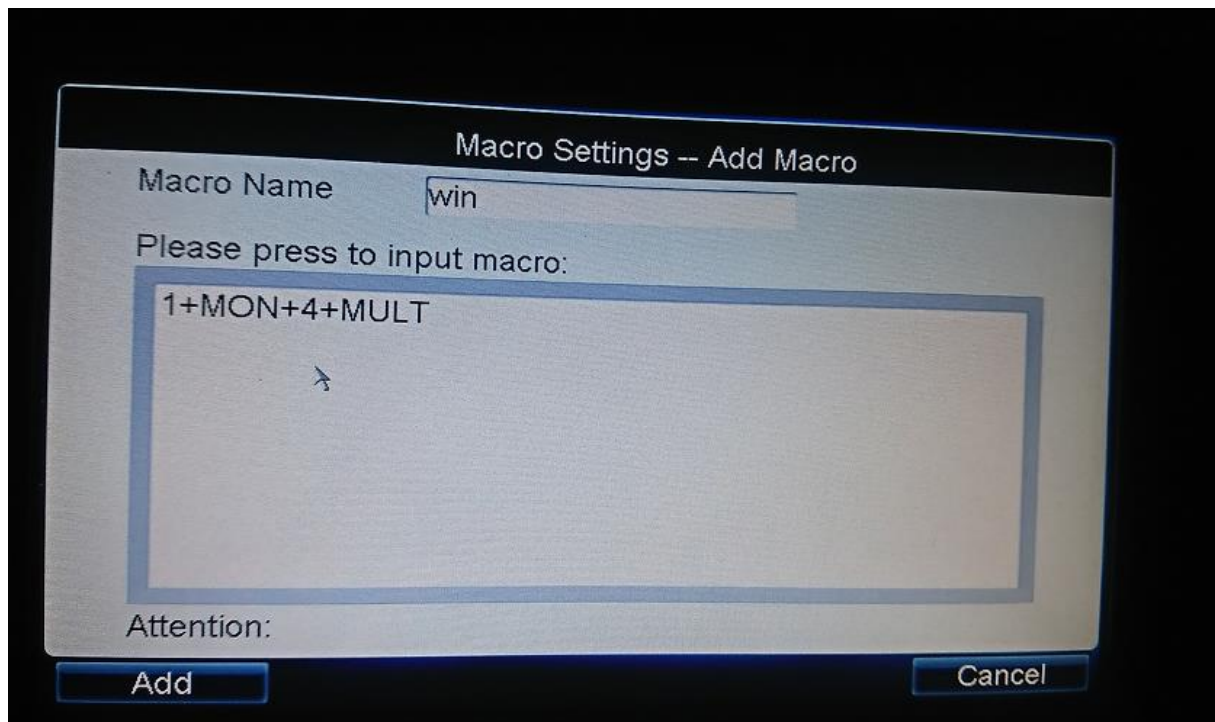 Macro Settings -- Add Macro
Macro Name win
Please press to input macro:
1+MON+4+MULT
Attention:
Add Cancel